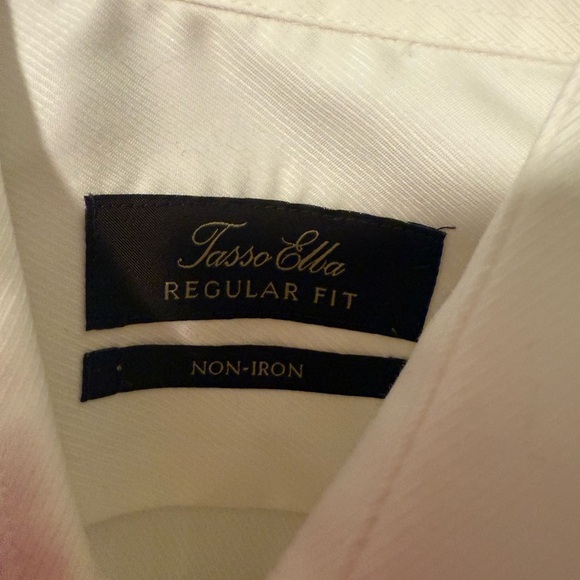 Tasso Elba
REGULAR FIT
NON-IRON